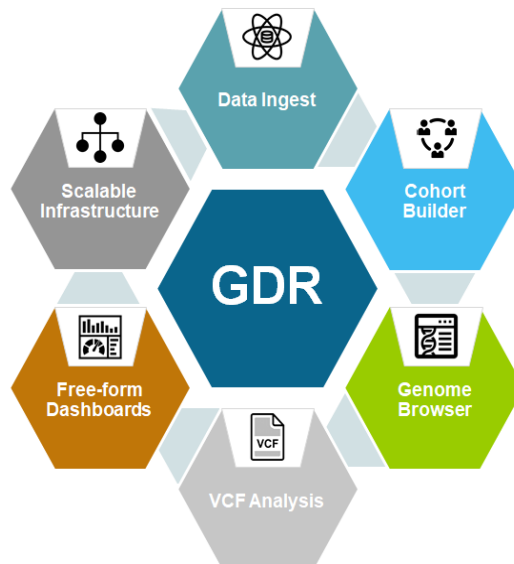 Data Ingest
Scalable
Infrastructure
Cohort
Builder
GDR
Free-form
Dashboards
Genome
Browser
VCF
VCF Analysis